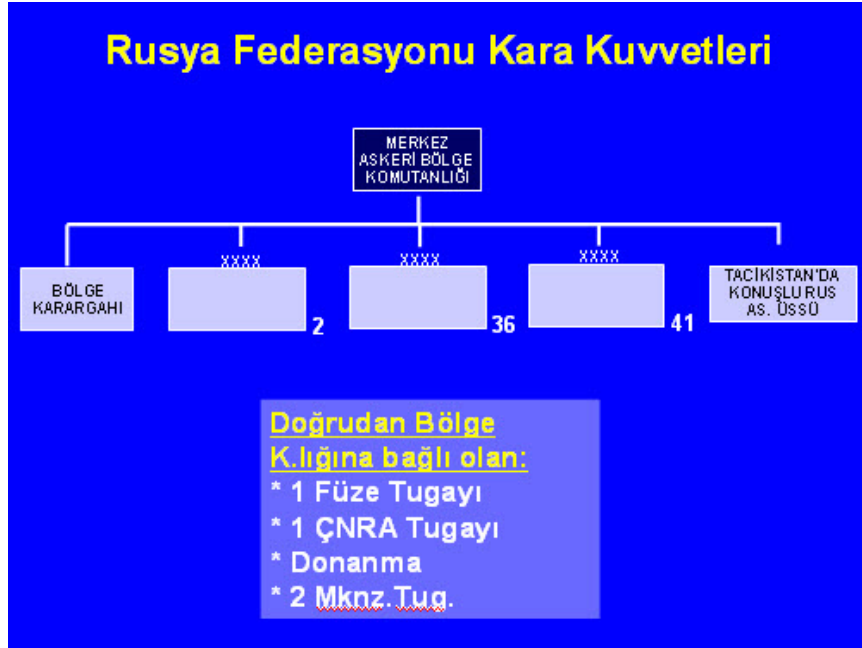 Rusya Federasyonu Kara Kuvvetleri
MERKEZ
ASKERİ BÖLGE
KOMUTANLIĞI
BÖLGE
KARARGAHI
XXXX
2
XXXX
36
XXXX
41
TACİKİSTAN'DA
KONUŞLU RUS
AS. ÜSSÜ
Doğrudan Bölge
K.lığına bağlı olan:
* 1 Füze Tugayı
* 1 ÇNRA Tugayı
* Donanma
* 2 Mknz.Tug.